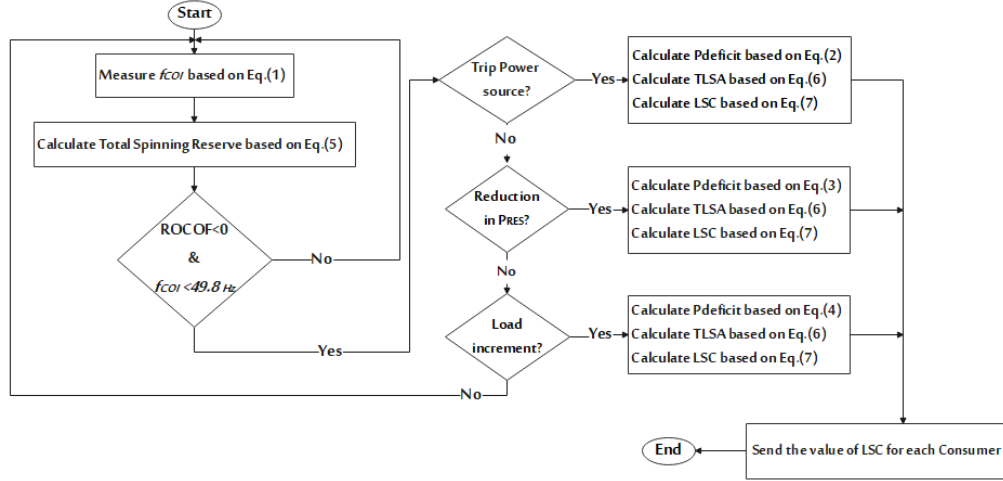 Start
Measure fCOI based on Eq.(1)
Calculate Total Spinning Reserve based on Eq.(5)
ROCOF<0
&
fCOI <49.8 Hz
No
Yes
Trip Power
source?
Yes
Calculate Pdeficit based on Eq.(2)
Calculate TLSA based on Eq.(6)
Calculate LSC based on Eq.(7)
No
Reduction
in PRES?
Yes
Calculate Pdeficit based on Eq.(3)
Calculate TLSA based on Eq.(6)
Calculate LSC based on Eq.(7)
No
Load
increment?
Yes
Calculate Pdeficit based on Eq.(4)
Calculate TLSA based on Eq.(6)
Calculate LSC based on Eq.(7)
No
Send the value of LSC for each Consumer
End